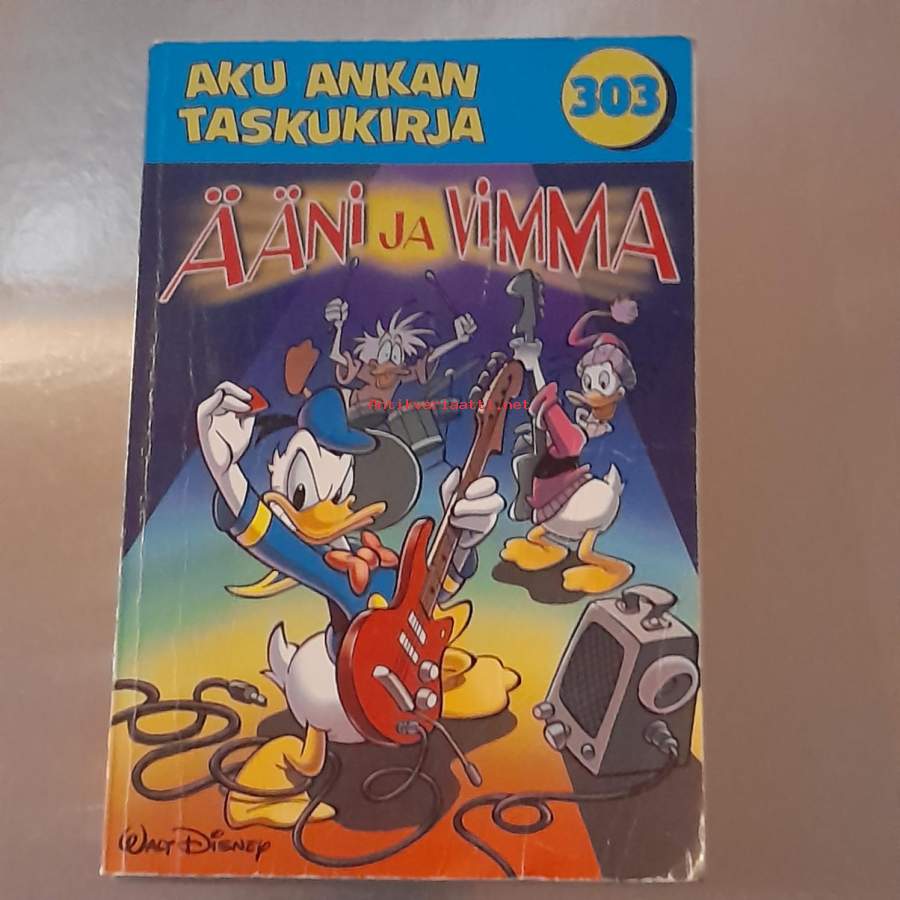 AKU ANKAN
TASKUKIRJA
303
ÄÄNI JA VIMMA
Antikvariaatti.net
WALT DISNEY